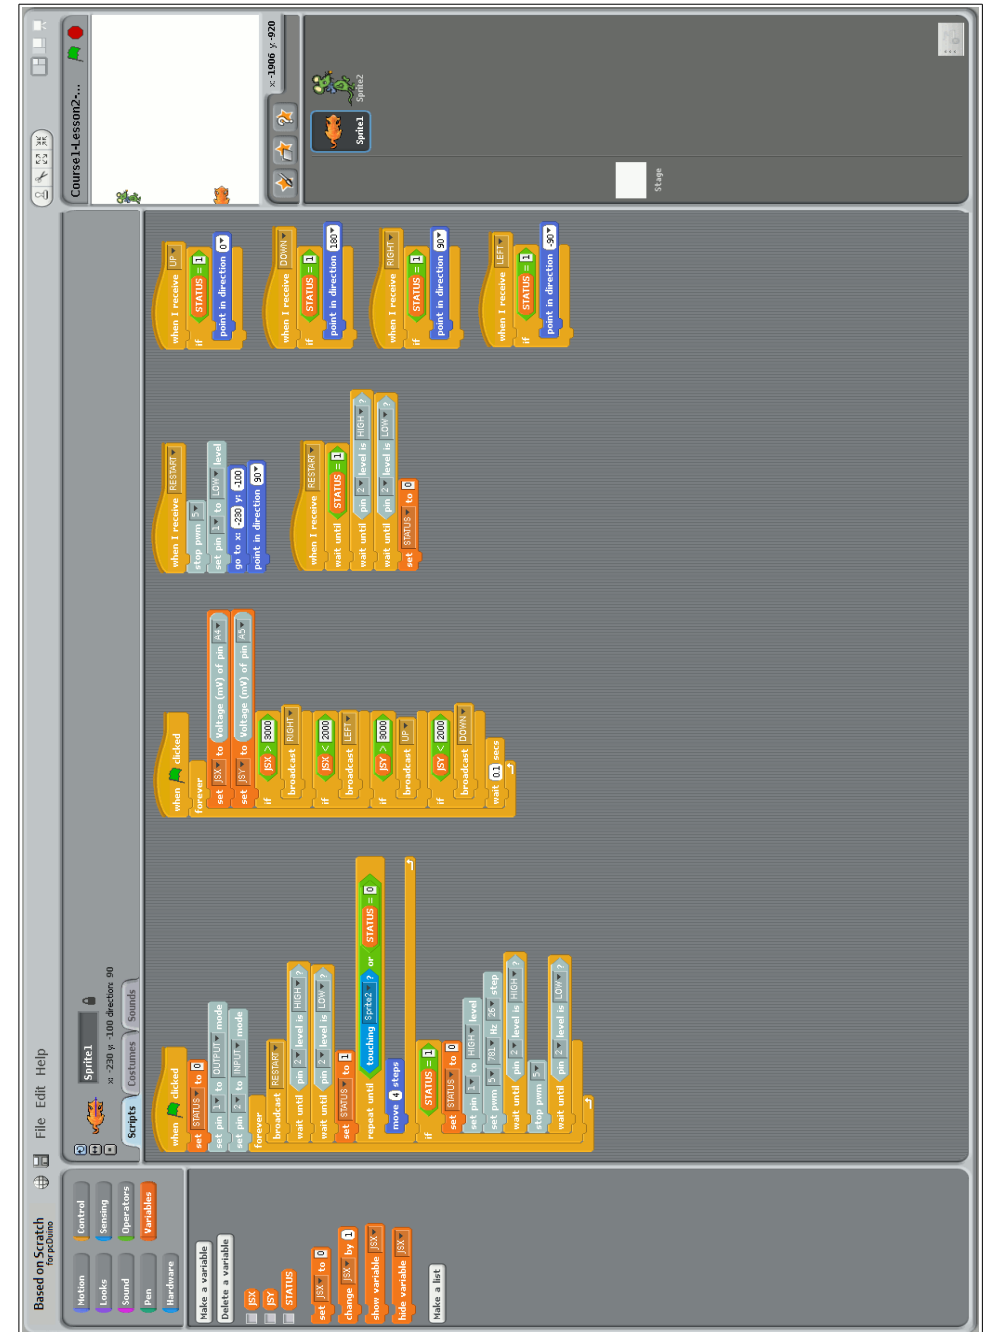 Based on Scratch
for pcDuino
File Edit Help
Motion
Control
Looks
Sensing
Sound
Operators
Pen
Variables
Hardware
Make a variable
Delete a variable
JSX
JSY
STATUS
set JSX to 0
change JSX by 1
show variable JSX
hide variable JSX
Make a list
Sprite1
x: -230 y: -100 direction: 90
Scripts
Costumes
Sounds
when clicked
set STATUS to 0
set pin 1 to OUTPUT mode
set pin 2 to INPUT mode
forever
broadcast RESTART
wait until pin 2 level is HIGH ?
wait until pin 2 level is LOW ?
set STATUS to 1
repeat until touching Sprite2 ? or STATUS = 0
move 4 steps
if STATUS = 1
set STATUS to 0
set pin 1 to HIGH level
set pwm 5 781 Hz 26 step
wait until pin 2 level is HIGH ?
stop pwm 5
wait until pin 2 level is LOW ?
when clicked
forever
set JSX to Voltage (mV) of pin A4
set JSY to Voltage (mV) of pin A5
if JSX > 3000
broadcast RIGHT
if JSX < 2000
broadcast LEFT
if JSY > 3000
broadcast UP
if JSY < 2000
broadcast DOWN
wait 0.1 secs
when I receive RESTART
stop pwm 5
set pin 1 to LOW level
go to x: -230 y: -100
point in direction 90
when I receive RESTART
wait until STATUS = 1
wait until pin 2 level is HIGH ?
wait until pin 2 level is LOW ?
set STATUS to 0
when I receive UP
if STATUS = 1
point in direction 0
when I receive DOWN
if STATUS = 1
point in direction 180
when I receive RIGHT
if STATUS = 1
point in direction 90
when I receive LEFT
if STATUS = 1
point in direction -90
Course1-Lesson2-...
x: -1906 y: -920
Sprite1
Sprite2
Stage